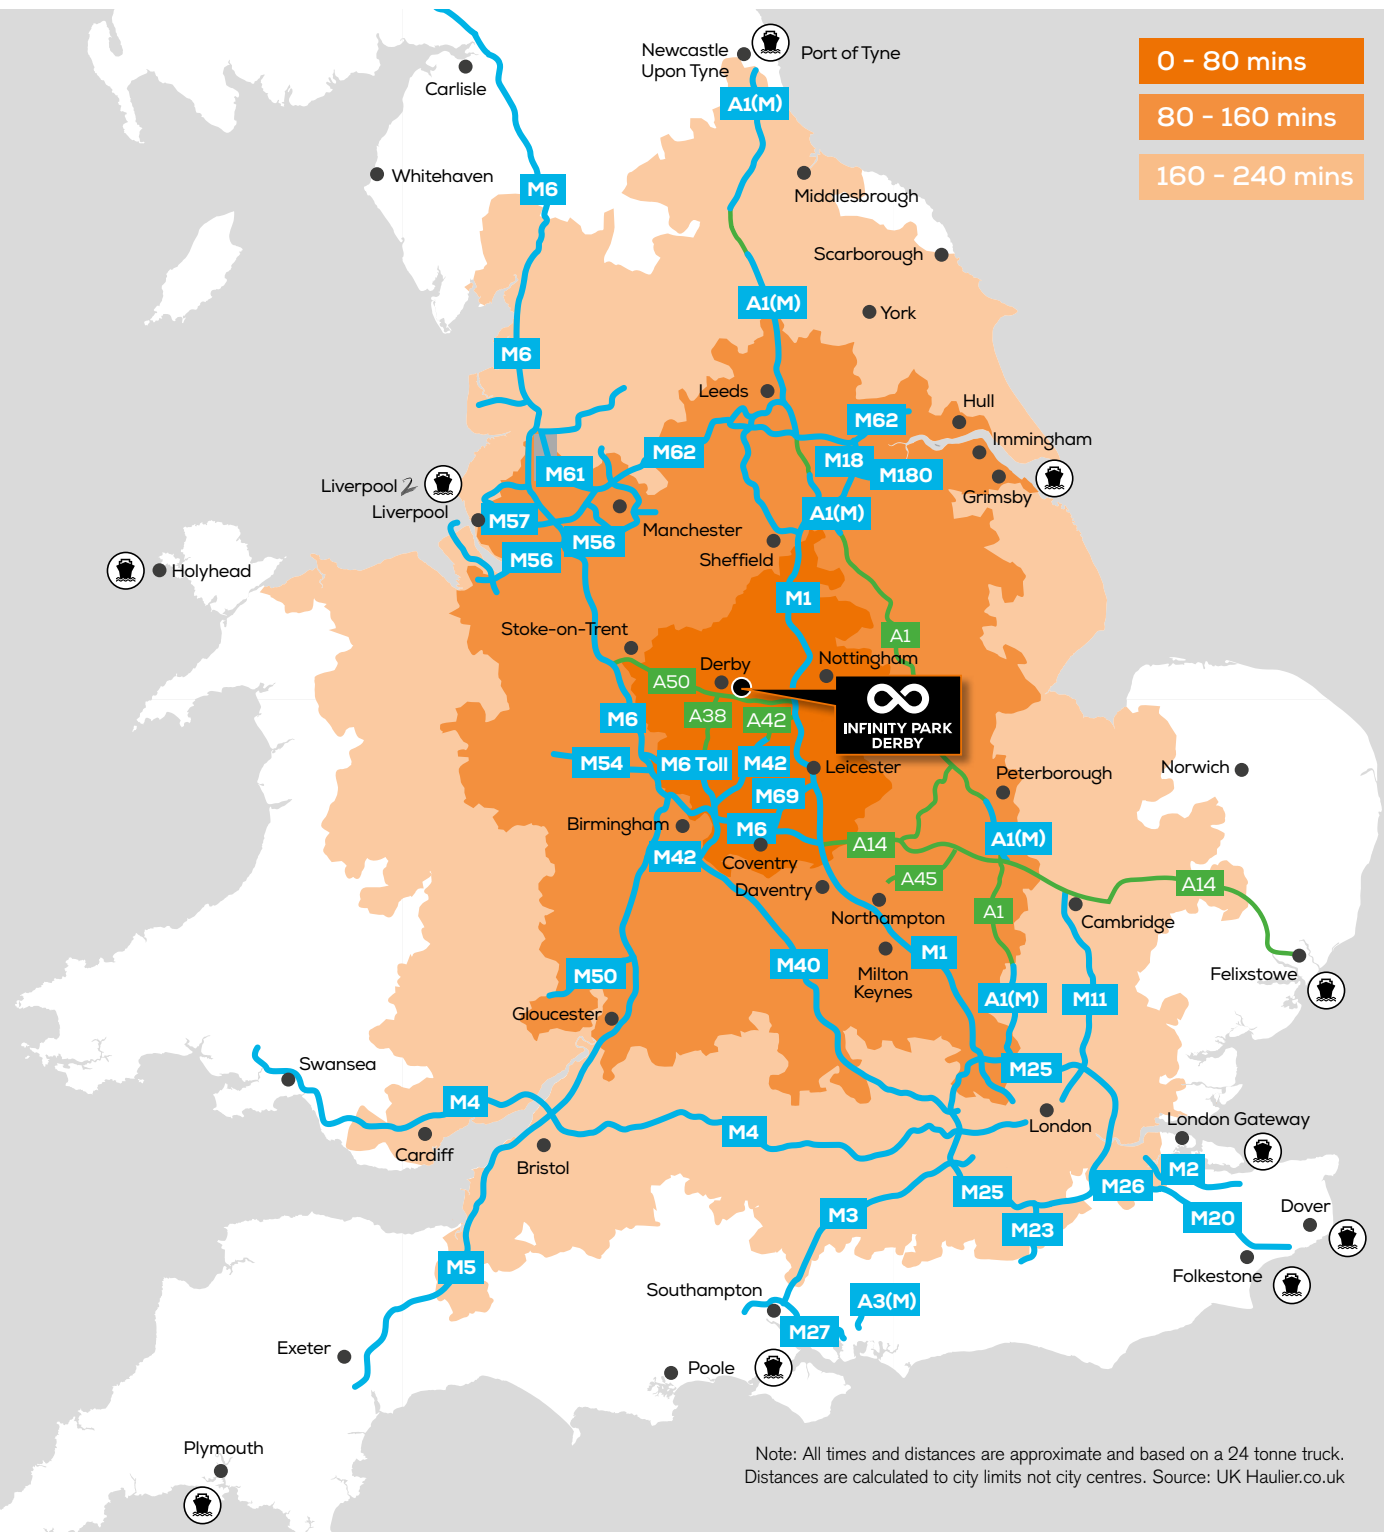 Newcastle
Upon Tyne
Port of Tyne
0 - 80 mins
80 - 160 mins
160 - 240 mins
Carlisle
A1(M)
Whitehaven
M6
Middlesbrough
Scarborough
A1(M)
York
M6
Leeds
Hull
M62
Immingham
M62
M18
M180
M61
Grimsby
Liverpool 2
Liverpool
M57
A1(M)
Manchester
M56
M56
Sheffield
Holyhead
M1
Stoke-on-Trent
A1
Derby
Nottingham
A50
A38
A42
M6
INFINITY PARK
DERBY
M54
M6 Toll
M42
Leicester
Peterborough
Norwich
M69
Birmingham
M6
A1(M)
A14
M42
Coventry
A45
A14
Daventry
Northampton
A1
Cambridge
M1
M40
Milton
Keynes
M50
Felixstowe
A1(M)
M11
Gloucester
Swansea
M25
M4
London
London Gateway
M4
Cardiff
Bristol
M2
M26
M25
M3
M20
Dover
M23
M5
Folkestone
Southampton
A3(M)
M27
Exeter
Poole
Plymouth
Note: All times and distances are approximate and based on a 24 tonne truck.
Distances are calculated to city limits not city centres. Source: UK Haulier.co.uk